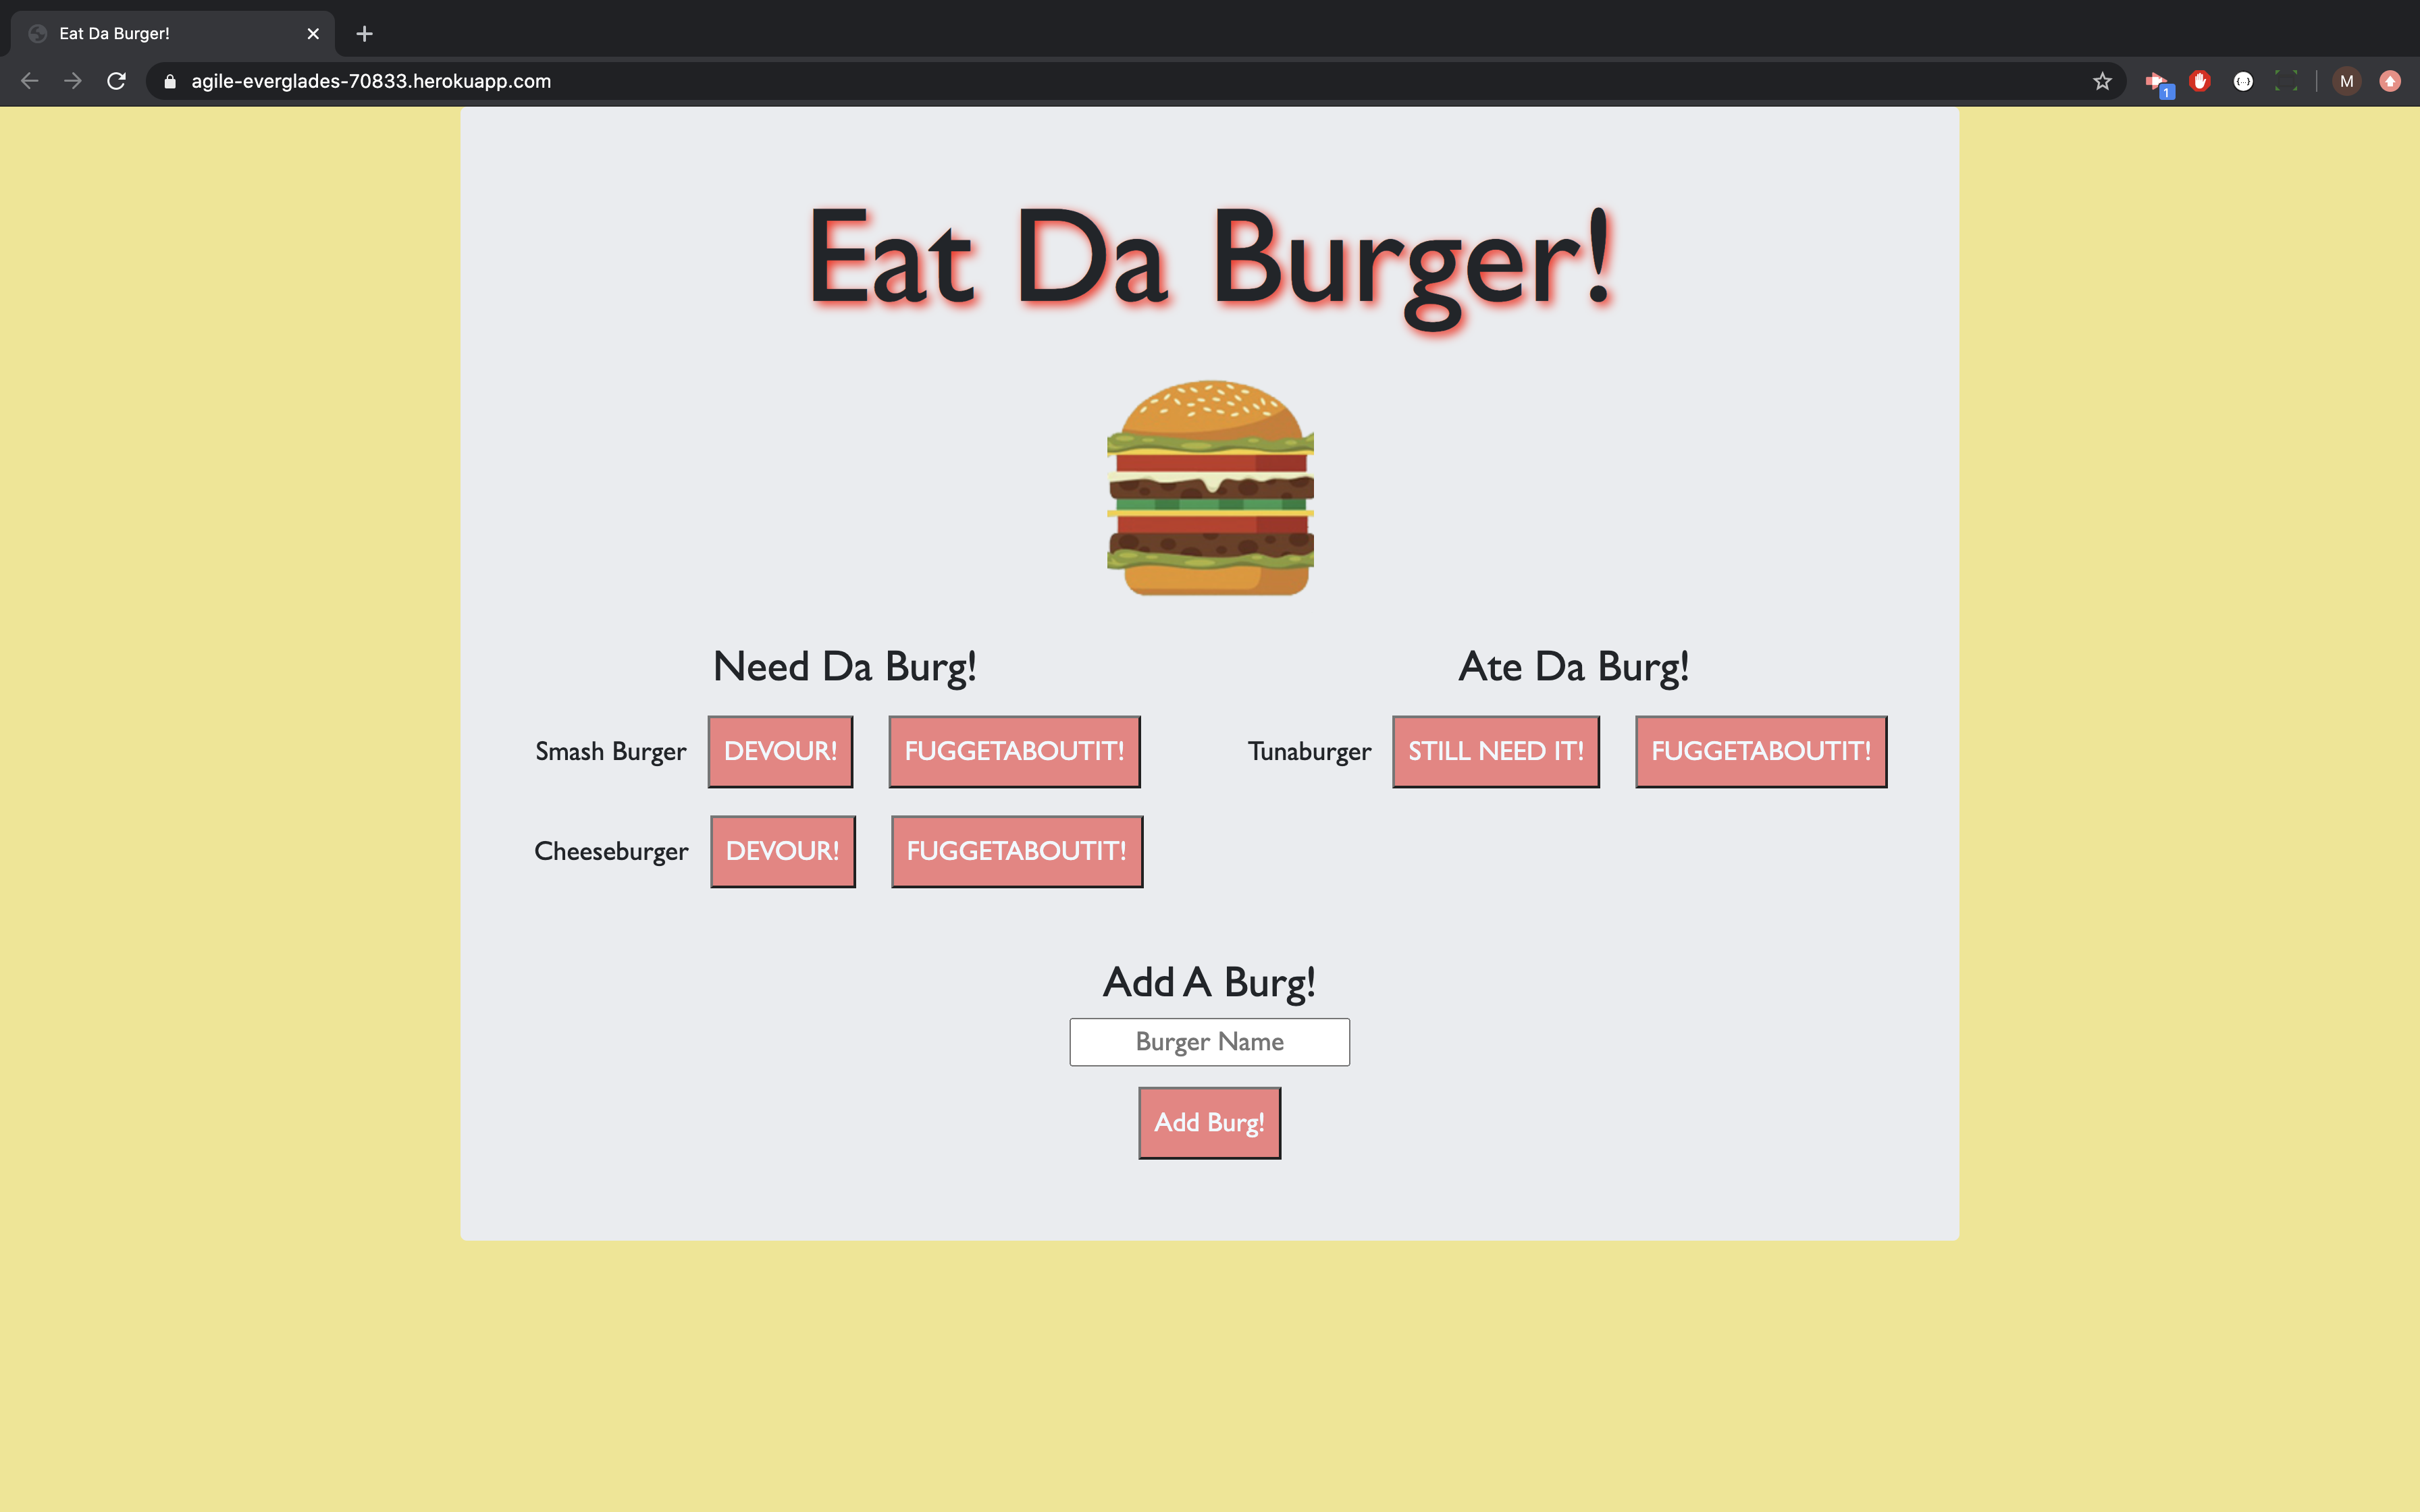 Eat Da Burger!
agile-everglades-70833.herokuapp.com
1
M
Eat Da Burger!
Need Da Burg!
Smash Burger DEVOUR! FUGGETABOUTIT!
Cheeseburger DEVOUR! FUGGETABOUTIT!
Ate Da Burg!
Tunaburger STILL NEED IT! FUGGETABOUTIT!
Add A Burg!
Burger Name
Add Burg!